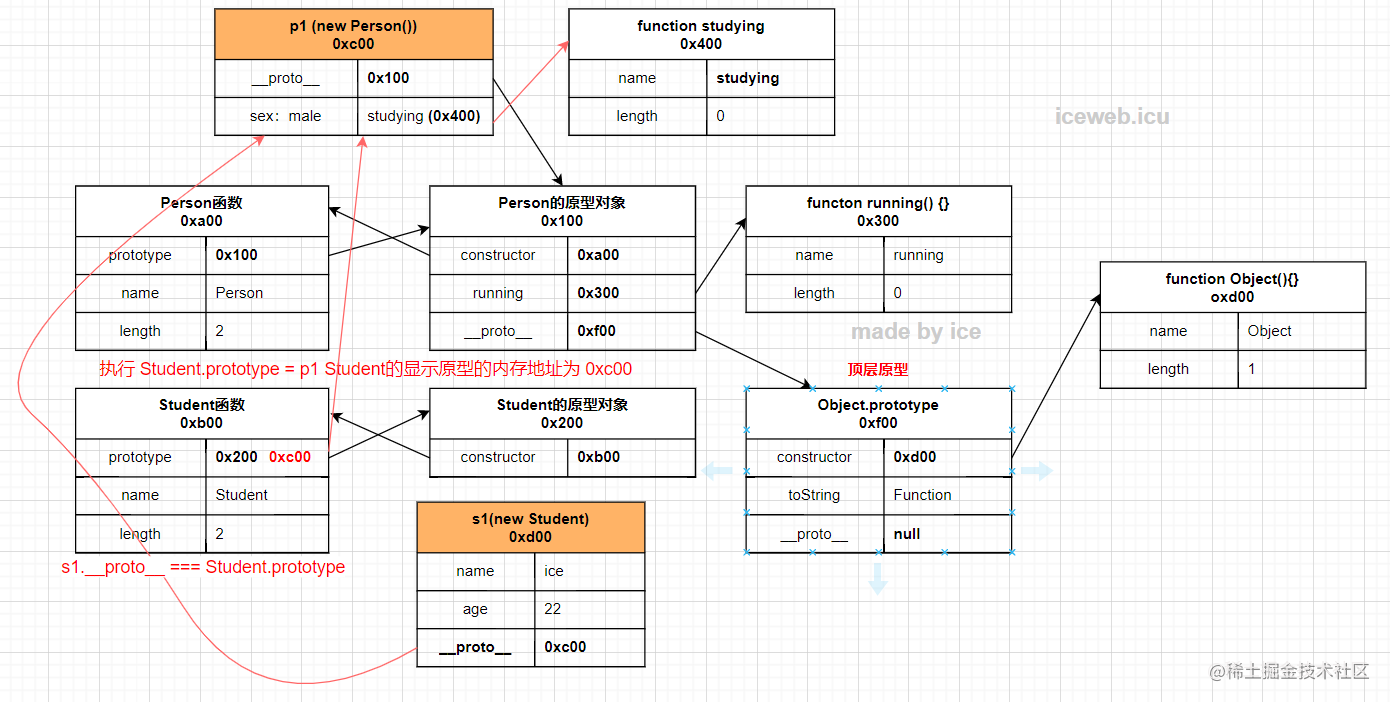 p1 (new Person())
0xc00
__proto__ 0x100
sex：male studying (0x400)
function studying
0x400
name studying
length 0
iceweb.icu
Person函数
0xa00
prototype 0x100
name Person
length 2
Person的原型对象
0x100
constructor 0xa00
running 0x300
__proto__ 0xf00
functon running() {}
0x300
name running
length 0
made by ice
function Object(){}
oxd00
name Object
length 1
执行 Student.prototype = p1 Student的显示原型的内存地址为 0xc00
顶层原型
Student函数
0xb00
prototype 0x200 0xc00
name Student
length 2
Student的原型对象
0x200
constructor 0xb00
Object.prototype
0xf00
constructor 0xd00
toString Function
__proto__ null
s1(new Student)
0xd00
name ice
age 22
__proto__ 0xc00
s1.__proto__ === Student.prototype
@稀土掘金技术社区